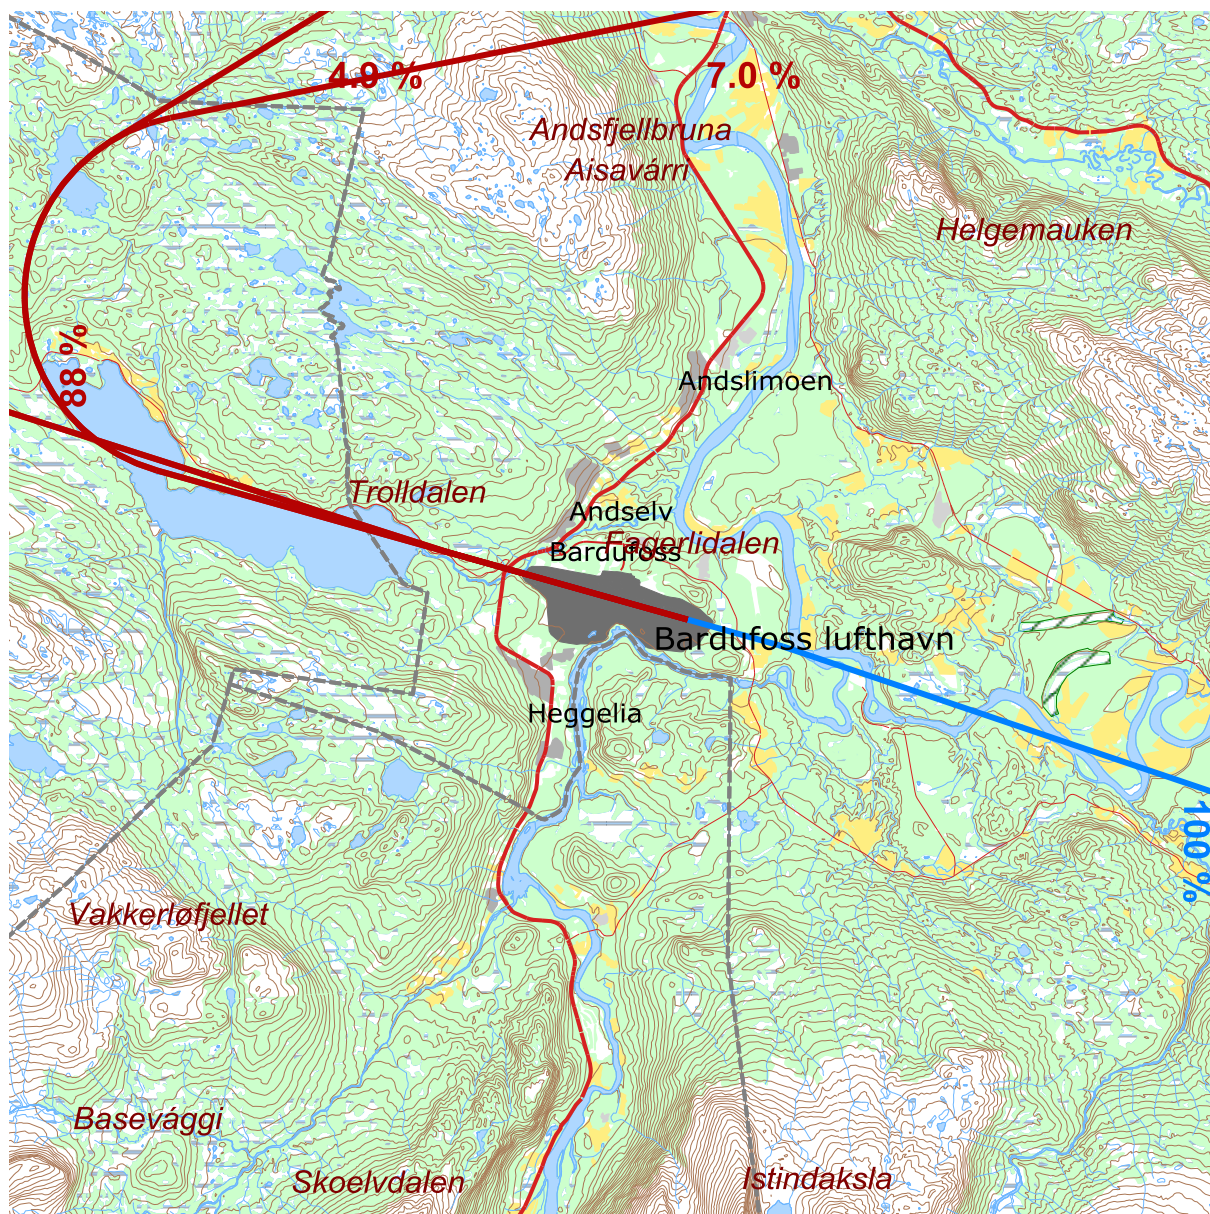 4.9 %
7.0 %
Andsfjellbruna
Aisavárri
Helgemauken
88 %
Andslimoen
Trolldalen
Andselv
Fagerlidalen
Bardufoss
Bardufoss lufthavn
Heggelia
100 %
Vakkerløfjellet
Basevággi
Skoelvdalen
Istindaksla